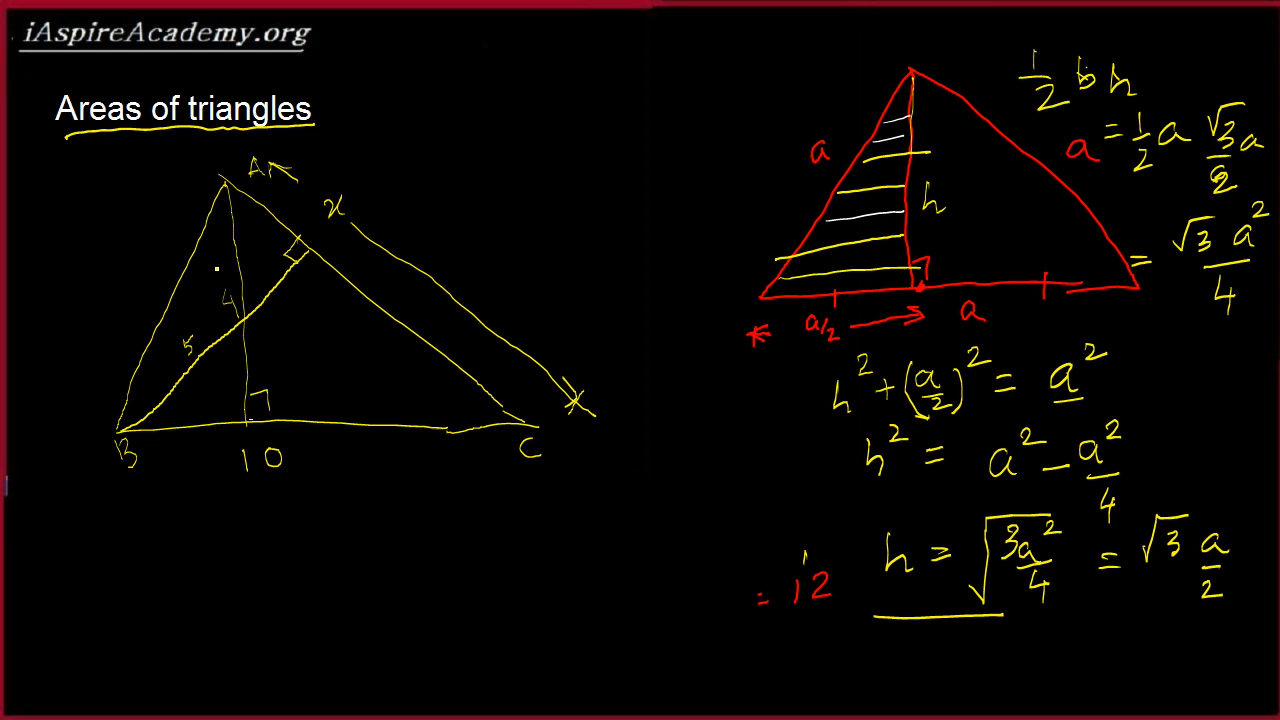 iAspireAcademy.org
Areas of triangles
A
x
4
5
B
10
C
a
h
a
a/2
a
1/2 b h
= 1/2 a √3/2 a
= √3 a²/4
h² + (a/2)² = a²
h² = a² - a²/4
h = √(3a²/4) = √3 a/2
= 12